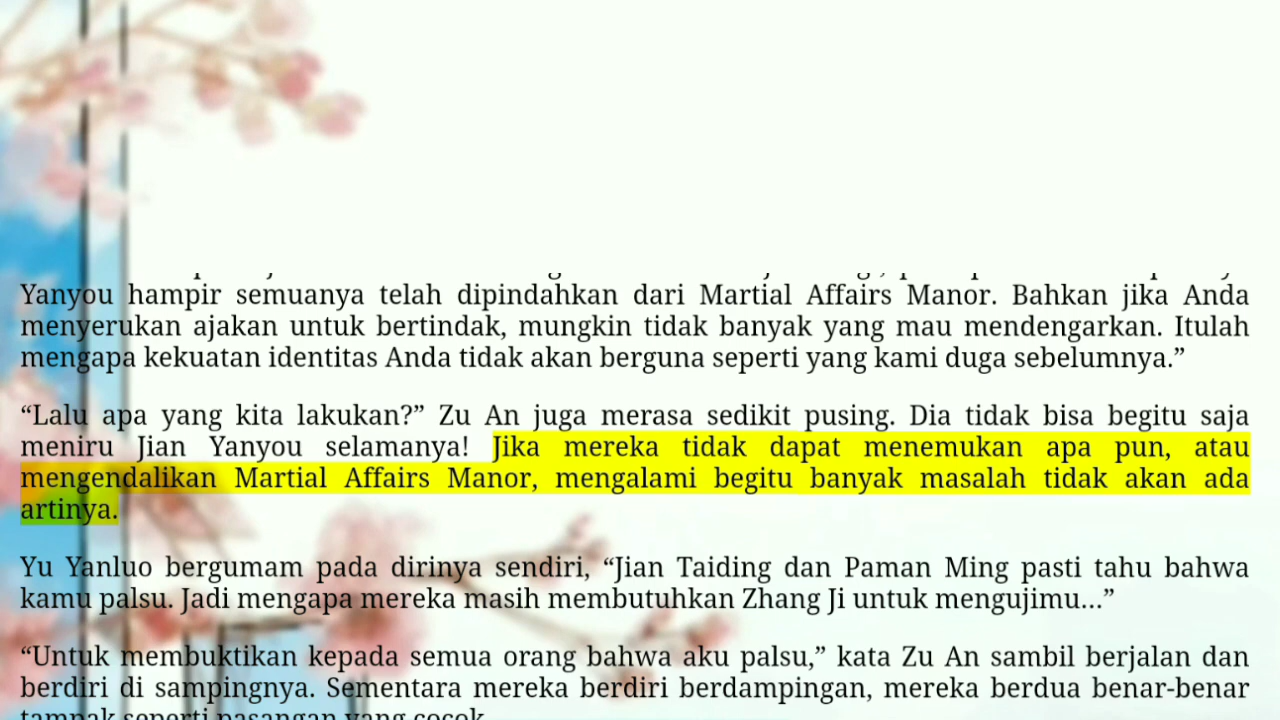 Yanyou hampir semuanya telah dipindahkan dari Martial Affairs Manor. Bahkan jika Anda
menyerukan ajakan untuk bertindak, mungkin tidak banyak yang mau mendengarkan. Itulah
mengapa kekuatan identitas Anda tidak akan berguna seperti yang kami duga sebelumnya.”
“Lalu apa yang kita lakukan?” Zu An juga merasa sedikit pusing. Dia tidak bisa begitu saja
meniru Jian Yanyou selamanya! Jika mereka tidak dapat menemukan apa pun, atau
mengendalikan Martial Affairs Manor, mengalami begitu banyak masalah tidak akan ada
artinya.
Yu Yanluo bergumam pada dirinya sendiri, “Jian Taiding dan Paman Ming pasti tahu bahwa
kamu palsu. Jadi mengapa mereka masih membutuhkan Zhang Ji untuk mengujimu…”
“Untuk membuktikan kepada semua orang bahwa aku palsu,” kata Zu An sambil berjalan dan
berdiri di sampingnya. Sementara mereka berdiri berdampingan, mereka berdua benar-benar
tampak seperti pasangan yang cocok.